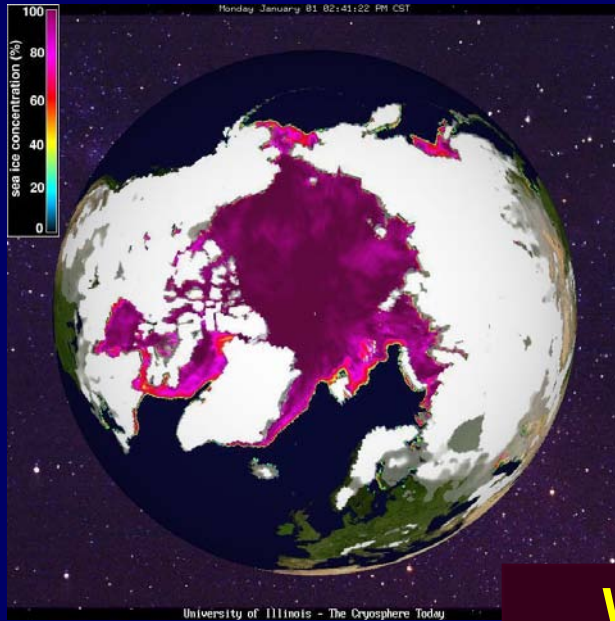 Monday January 01 02:41:22 PM CST
sea ice concentration (%)
100
80
60
40
20
0
University of Illinois - The Cryosphere Today